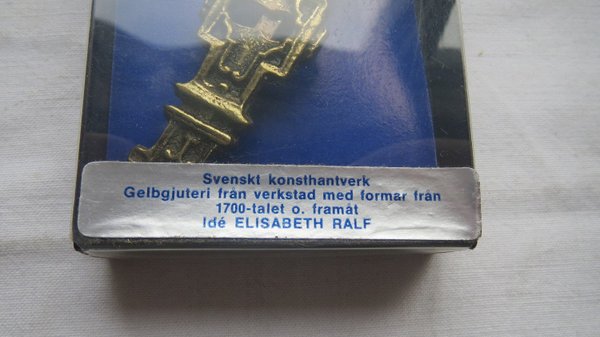 Svenskt konsthantverk
Gelbgjuteri från verkstad med formar från
1700-talet o. framåt
Idé ELISABETH RALF